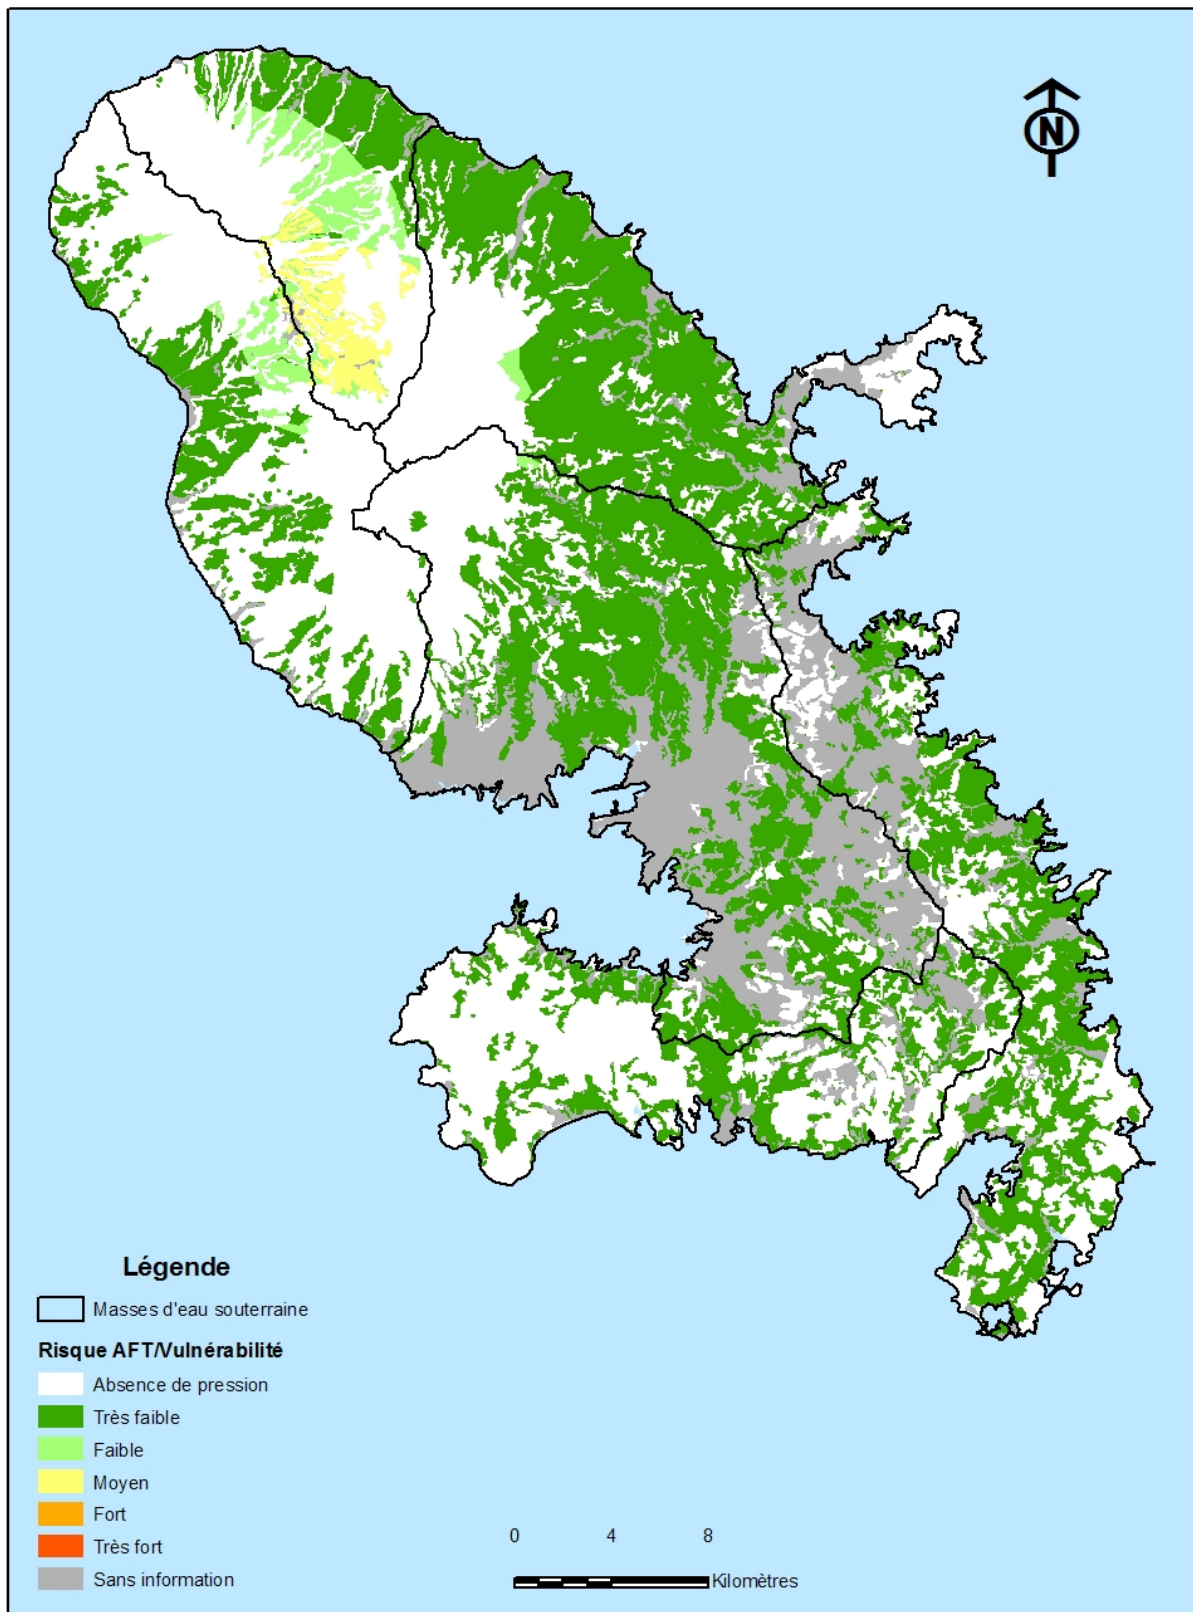 N
Légende
Masses d'eau souterraine
Risque AFT/Vulnérabilité
Absence de pression
Très faible
Faible
Moyen
Fort
Très fort
Sans information
0 4 8
Kilomètres